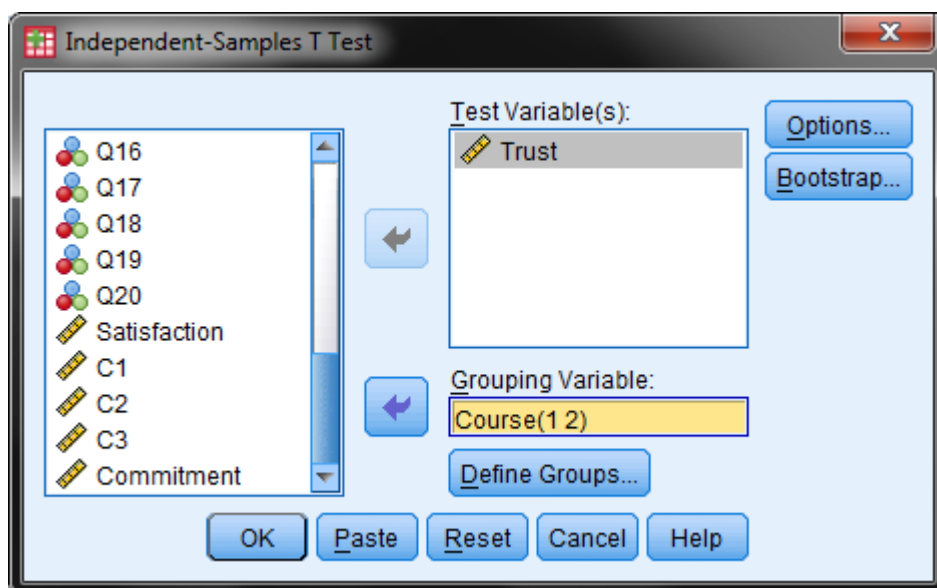 Independent-Samples T Test
Q16
Q17
Q18
Q19
Q20
Satisfaction
C1
C2
C3
Commitment
Test Variable(s):
Trust
Grouping Variable:
Course(1 2)
Define Groups...
Options...
Bootstrap...
OK
Paste
Reset
Cancel
Help